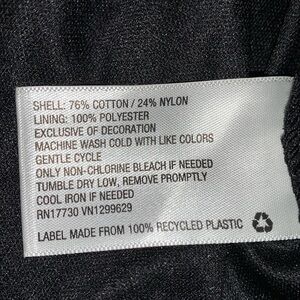 SHELL: 76% COTTON / 24% NYLON
LINING: 100% POLYESTER
EXCLUSIVE OF DECORATION
MACHINE WASH COLD WITH LIKE COLORS
GENTLE CYCLE
ONLY NON-CHLORINE BLEACH IF NEEDED
TUMBLE DRY LOW, REMOVE PROMPTLY
COOL IRON IF NEEDED
RN17730 VN1299629
LABEL MADE FROM 100% RECYCLED PLASTIC